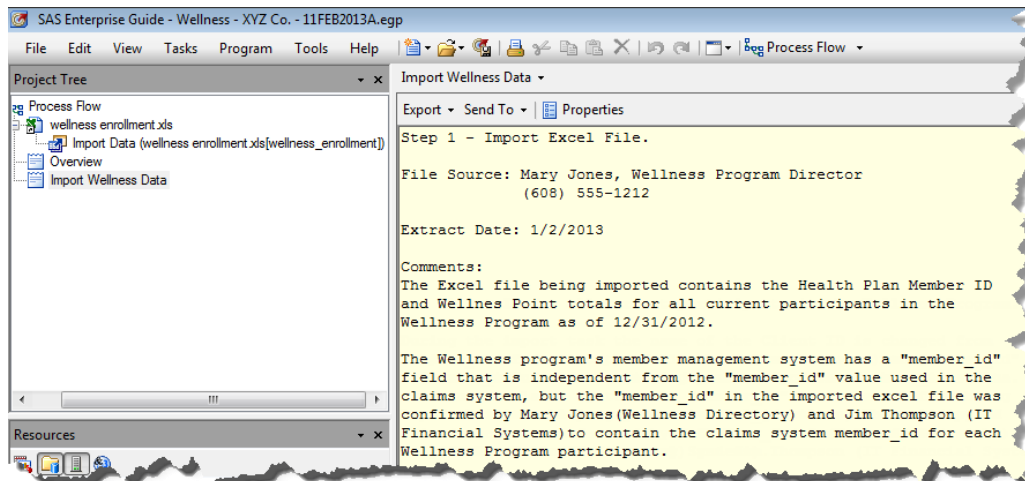 SAS Enterprise Guide - Wellness - XYZ Co. - 11FEB2013A.egp
File Edit View Tasks Program Tools Help Process Flow
Project Tree
Process Flow
wellness enrollment.xls
Import Data (wellness enrollment.xls[wellness_enrollment])
Overview
Import Wellness Data
Resources
Import Wellness Data
Export Send To Properties
Step 1 - Import Excel File.
File Source: Mary Jones, Wellness Program Director
(608) 555-1212
Extract Date: 1/2/2013
Comments:
The Excel file being imported contains the Health Plan Member ID
and Wellnes Point totals for all current participants in the
Wellness Program as of 12/31/2012.
The Wellness program's member management system has a "member_id"
field that is independent from the "member_id" value used in the
claims system, but the "member_id" in the imported excel file was
confirmed by Mary Jones(Wellness Directory) and Jim Thompson (IT
Financial Systems)to contain the claims system member_id for each
Wellness Program participant.